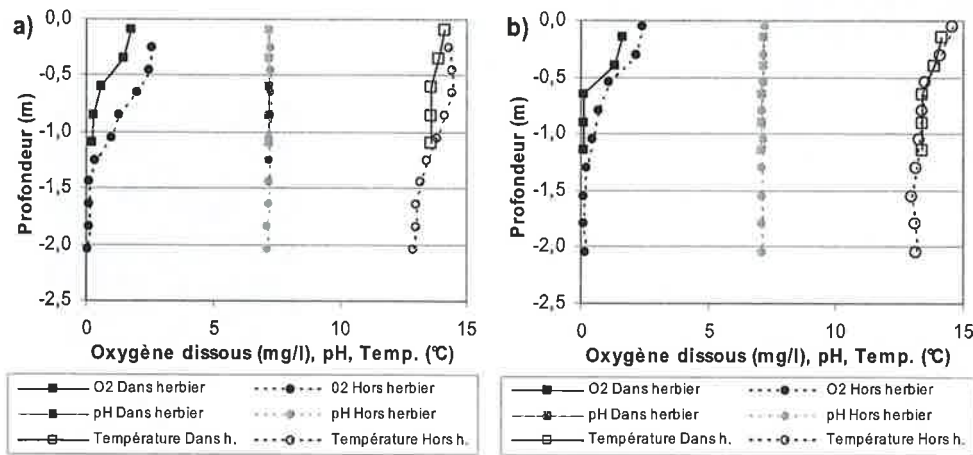 a)
Profondeur (m)
0,0
-0,5
-1,0
-1,5
-2,0
-2,5
0
5
10
15
Oxygène dissous (mg/l), pH, Temp. (°C)
O2 Dans herbier
02 Hors herbier
pH Dans herbier
pH Hors herbier
Température Dans h.
Température Hors h.
b)
Profondeur (m)
0,0
-0,5
-1,0
-1,5
-2,0
-2,5
0
5
10
15
Oxygène dissous (mg/l), pH, Temp. (°C)
O2 Dans herbier
O2 Hors herbier
pH Dans herbier
pH Hors herbier
Température Dans h.
Température Hors h.